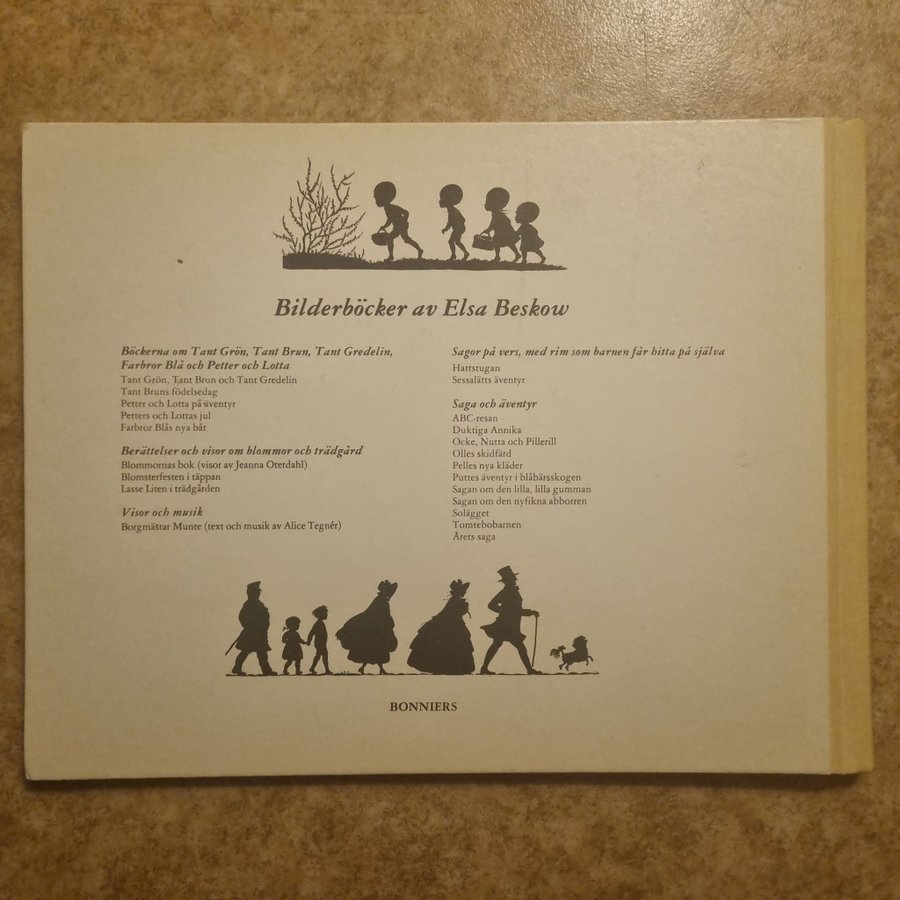 Bilderböcker av Elsa Beskow
Böckerna om Tant Grön, Tant Brun, Tant Gredelin,
Farbror Blå och Petter och Lotta
Tant Grön, Tant Brun och Tant Gredelin
Tant Bruns födelsedag
Petter och Lotta på äventyr
Petters och Lottas jul
Farbror Blås nya båt
Berättelser och visor om blommor och trädgård
Blommornas bok (visor av Jeanna Oterdahl)
Blomsterfesten i täppan
Lasse Liten i trädgården
Visor och musik
Borgmästar Munte (text och musik av Alice Tegnér)
Sagor på vers, med rim som barnen får hitta på själva
Hattstugan
Sessalätts äventyr
Saga och äventyr
ABC-resan
Duktiga Annika
Ocke, Nutta och Pillerill
Olles skidfärd
Pelles nya kläder
Puttes äventyr i blåbärsskogen
Sagan om den lilla, lilla gumman
Sagan om den nyfikna abborren
Solägget
Tomtebobarnen
Årets saga
BONNIERS